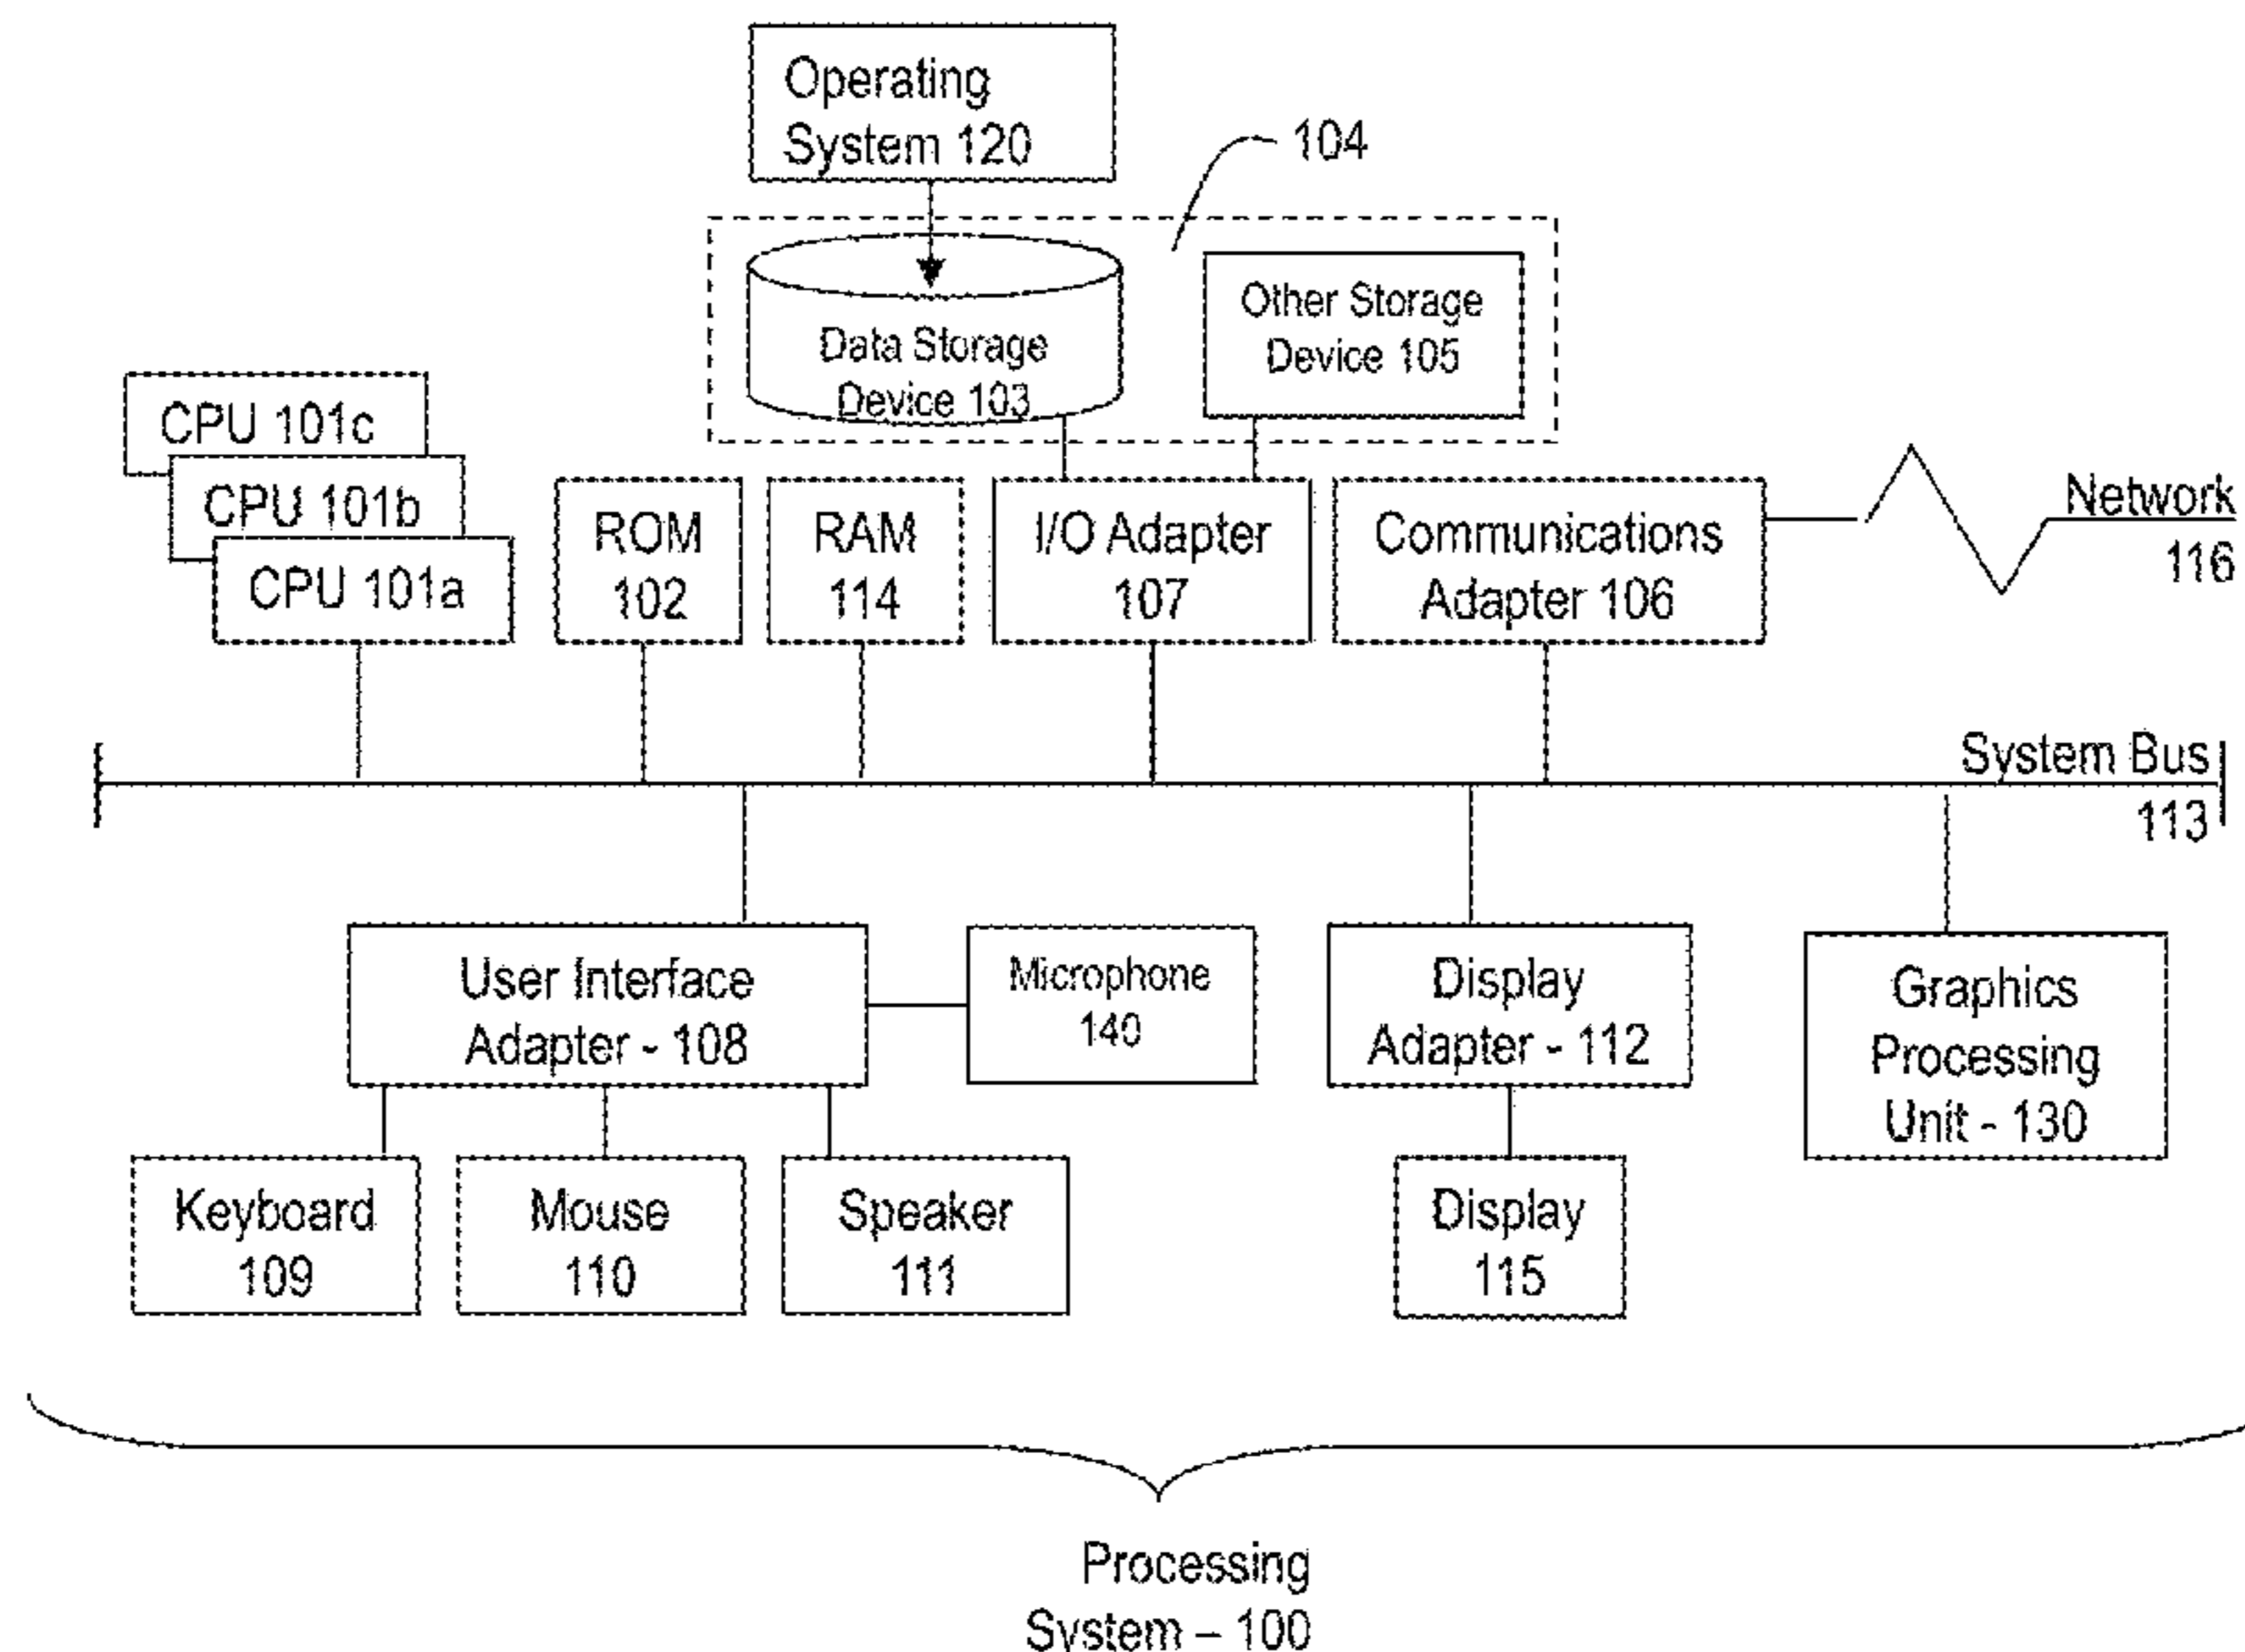 Operating
System 120
104
Data Storage
Device 103
Other Storage
Device 105
CPU 101c
CPU 101b
CPU 101a
ROM
102
RAM
114
I/O Adapter
107
Communications
Adapter 106
Network
116
System Bus
113
User Interface
Adapter - 108
Microphone
140
Display
Adapter - 112
Graphics
Processing
Unit - 130
Keyboard
109
Mouse
110
Speaker
111
Display
115
Processing
System – 100